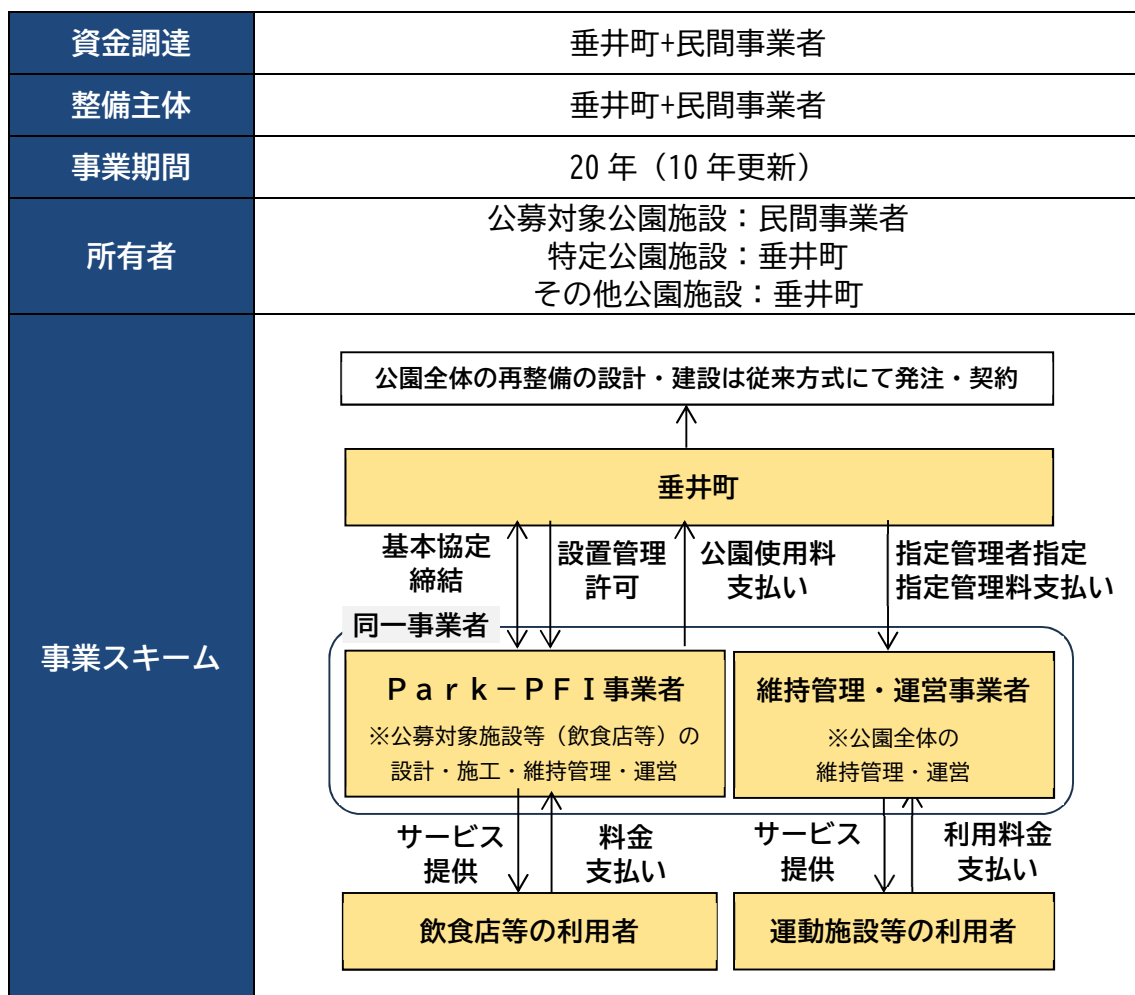 資金調達
垂井町+民間事業者
整備主体
垂井町+民間事業者
事業期間
20年（10年更新）
所有者
公募対象公園施設：民間事業者
特定公園施設：垂井町
その他公園施設：垂井町
事業スキーム
公園全体の再整備の設計・建設は従来方式にて発注・契約
垂井町
基本協定
締結
設置管理
許可
公園使用料
支払い
指定管理者指定
指定管理料支払い
同一事業者
Ｐａｒｋ－ＰＦＩ事業者
※公募対象施設等（飲食店等）の
設計・施工・維持管理・運営
維持管理・運営事業者
※公園全体の
維持管理・運営
サービス
提供
料金
支払い
サービス
提供
利用料金
支払い
飲食店等の利用者
運動施設等の利用者